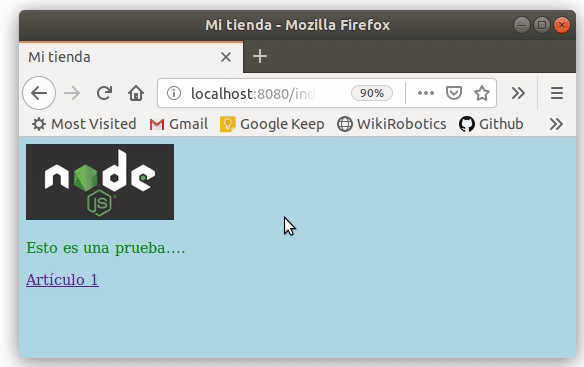 Mi tienda - Mozilla Firefox
Mi tienda
localhost:8080/ind
90%
Most Visited Gmail Google Keep WikiRobotics Github
node
JS
Esto es una prueba....
Artículo 1